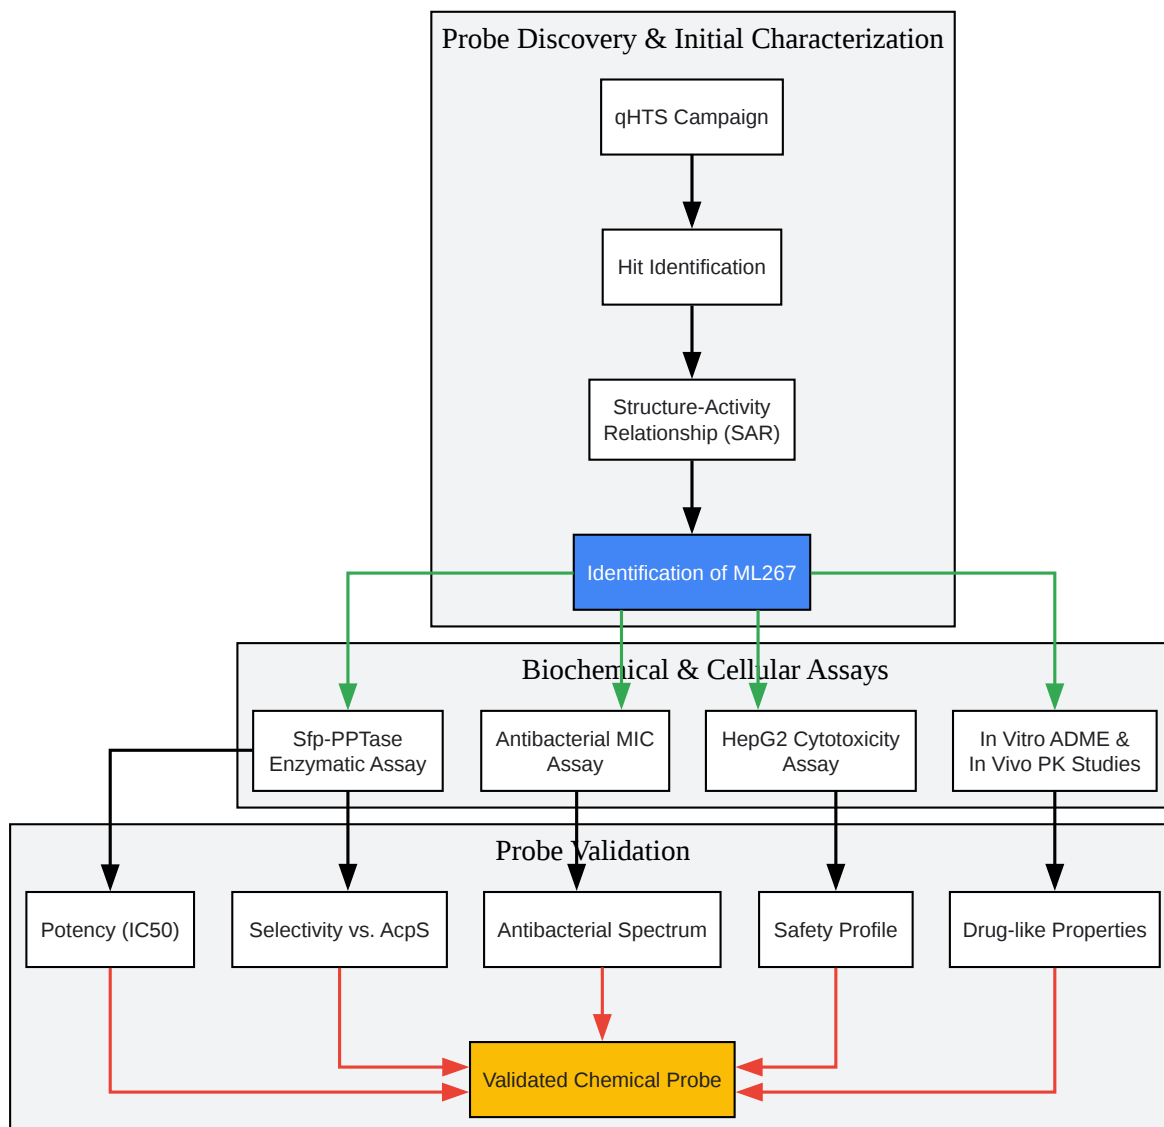 Probe Discovery & Initial Characterization
qHTS Campaign
Hit Identification
Structure-Activity
Relationship (SAR)
Identification of ML267
Biochemical & Cellular Assays
Sfp-PPTase
Enzymatic Assay
Antibacterial MIC
Assay
HepG2 Cytotoxicity
Assay
In Vitro ADME &
In Vivo PK Studies
Probe Validation
Potency (IC50)
Selectivity vs. AcpS
Antibacterial Spectrum
Safety Profile
Drug-like Properties
Validated Chemical Probe